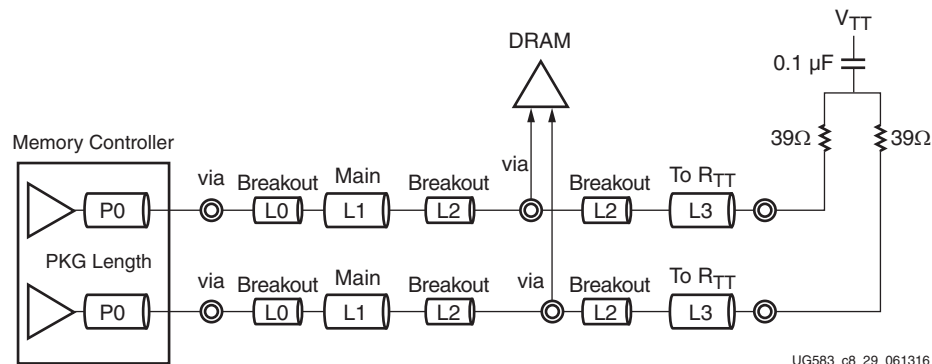 V_TT
DRAM
0.1 µF
39Ω 39Ω
Memory Controller
via Breakout Main via Breakout To R_TT
P0 L0 L1 L2 L2 L3
PKG Length
via Breakout Main Breakout via Breakout To R_TT
P0 L0 L1 L2 L2 L3
UG583_c8_29_061316